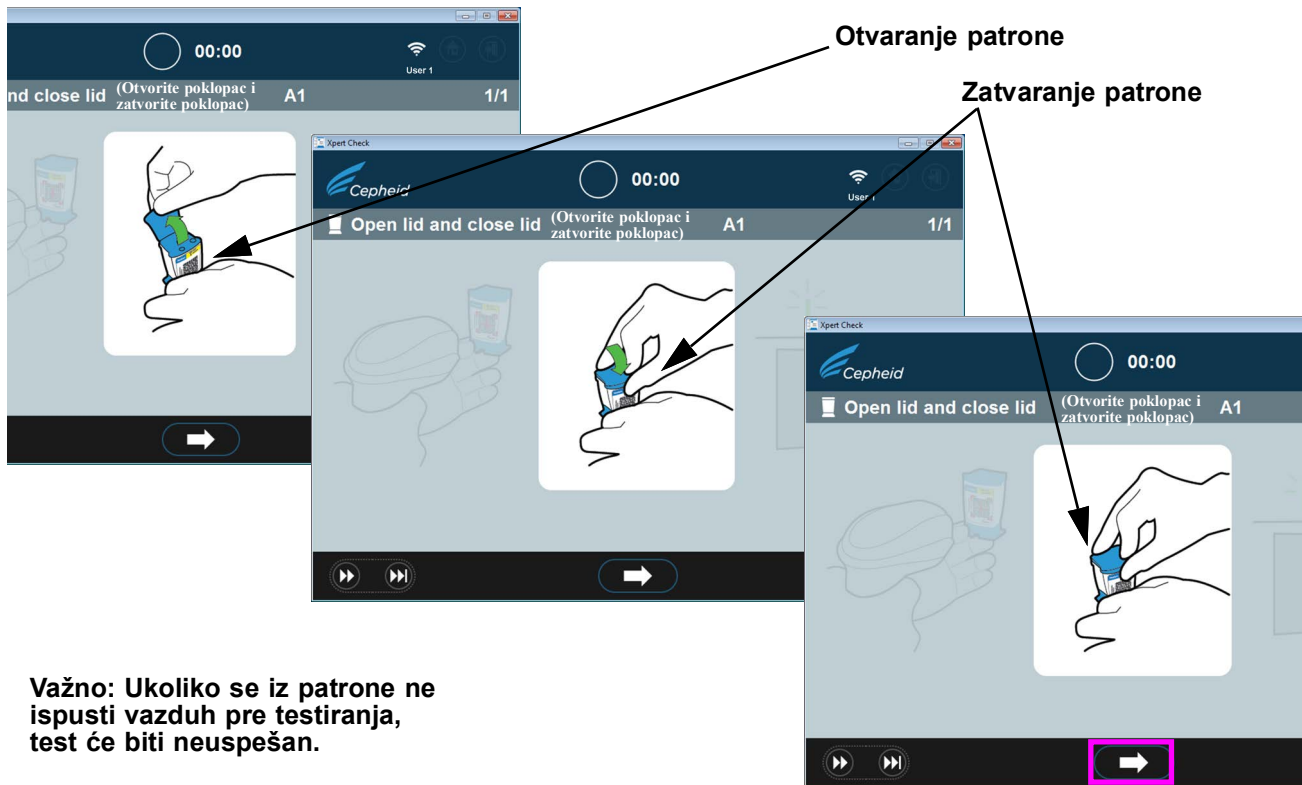 Otvaranje patrone
Zatvaranje patrone
00:00
User 1
nd close lid
(Otvorite poklopac i
zatvorite poklopac)
A1
1/1
Xpert Check
Cepheid
00:00
User 1
Open lid and close lid
(Otvorite poklopac i
zatvorite poklopac)
A1
1/1
Xpert Check
Cepheid
00:00
Open lid and close lid
(Otvorite poklopac i
zatvorite poklopac)
A1
Važno: Ukoliko se iz patrone ne
ispusti vazduh pre testiranja,
test će biti neuspešan.